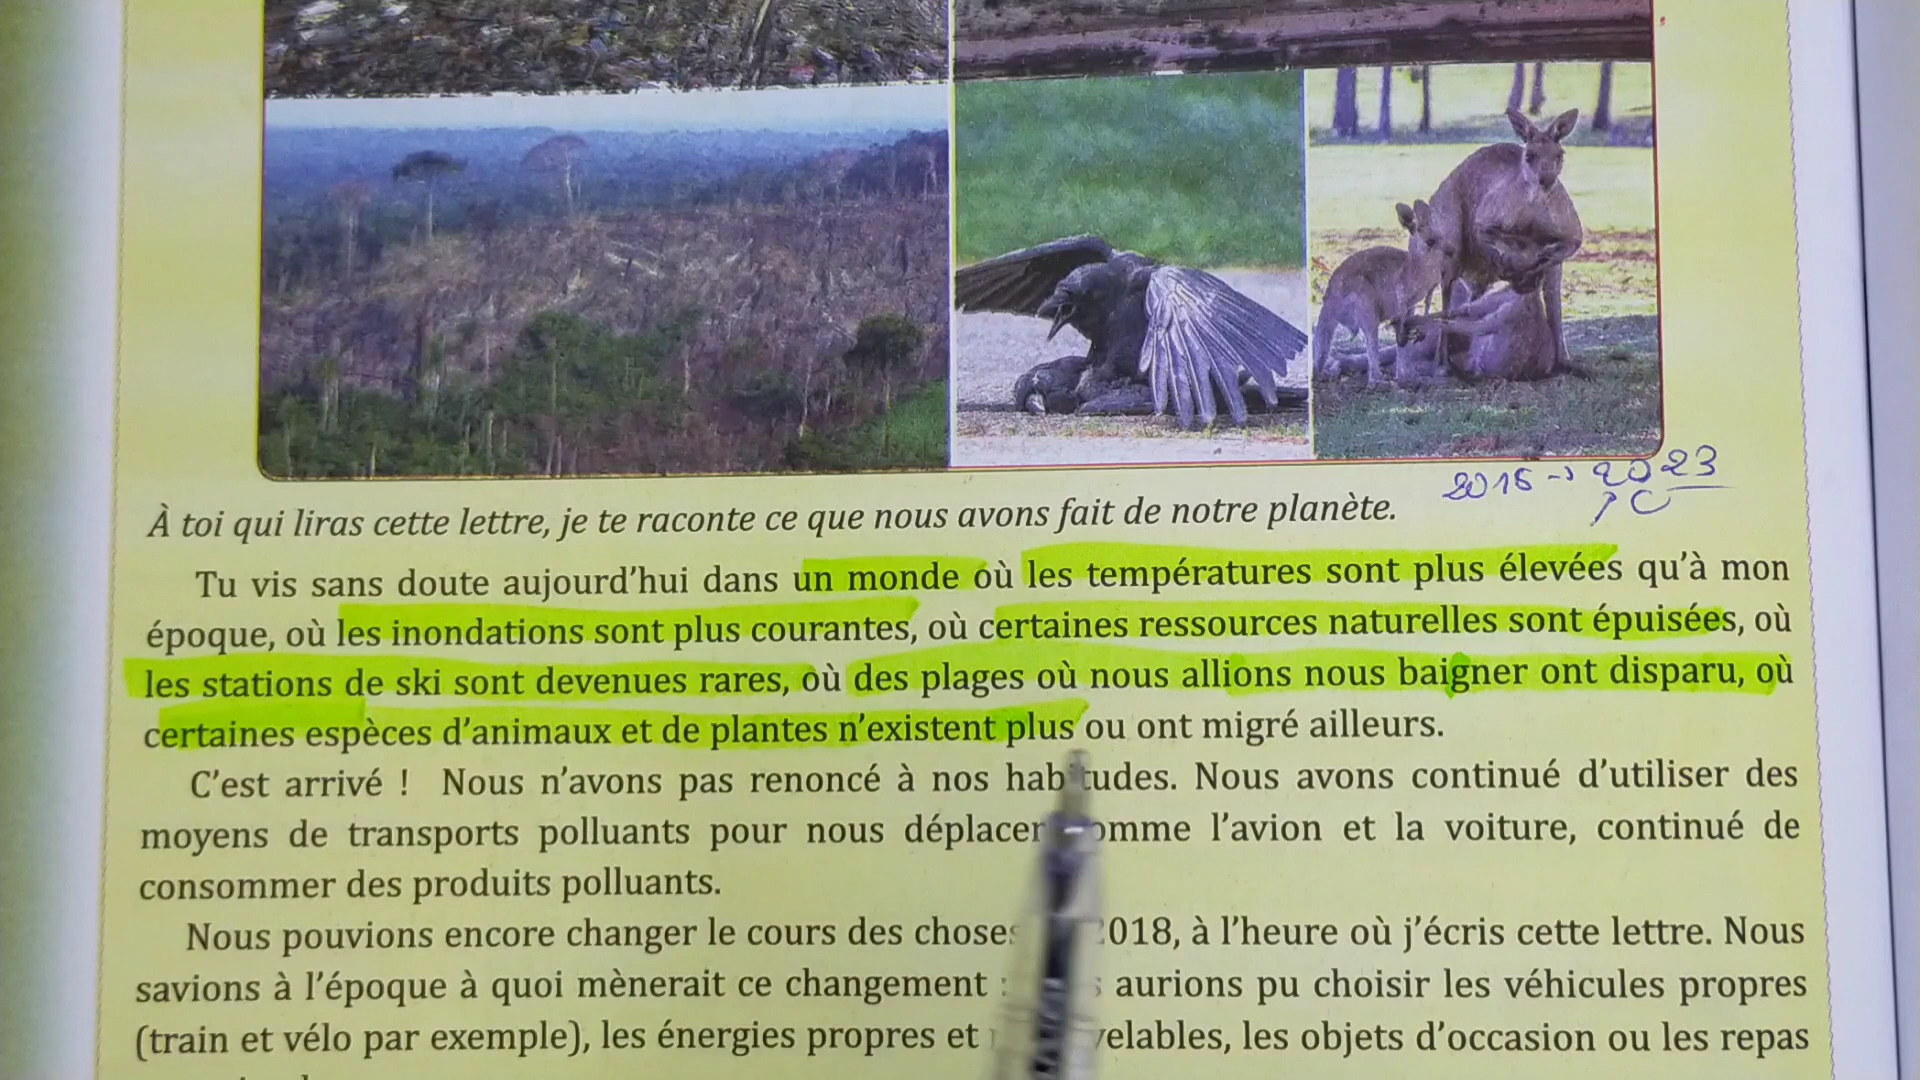 2015 → 2023
À toi qui liras cette lettre, je te raconte ce que nous avons fait de notre planète.
Tu vis sans doute aujourd'hui dans un monde où les températures sont plus élevées qu'à mon
époque, où les inondations sont plus courantes, où certaines ressources naturelles sont épuisées, où
les stations de ski sont devenues rares, où des plages où nous allions nous baigner ont disparu, où
certaines espèces d'animaux et de plantes n'existent plus ou ont migré ailleurs.
C'est arrivé ! Nous n'avons pas renoncé à nos habitudes. Nous avons continué d'utiliser des
moyens de transports polluants pour nous déplacer comme l'avion et la voiture, continué de
consommer des produits polluants.
Nous pouvions encore changer le cours des choses 2018, à l'heure où j'écris cette lettre. Nous
savions à l'époque à quoi mènerait ce changement : aurions pu choisir les véhicules propres
(train et vélo par exemple), les énergies propres et les objets d'occasion ou les repas